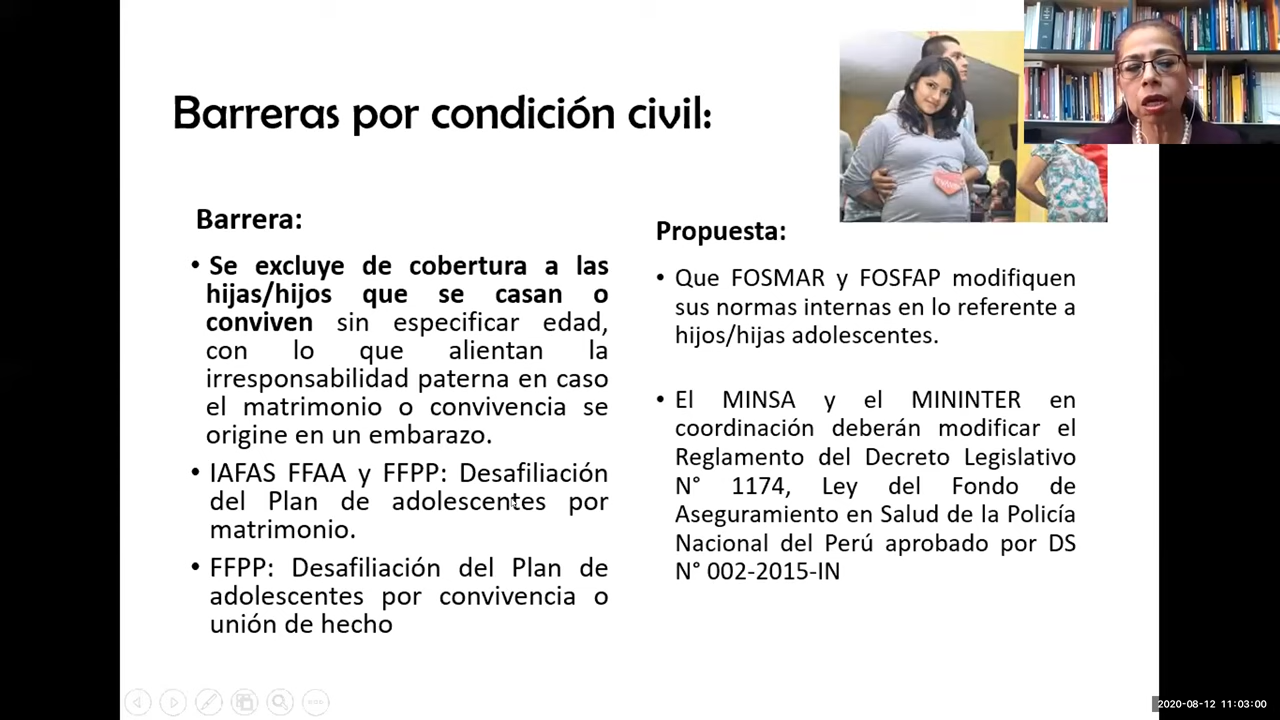 Barreras por condición civil:
Barrera:
• Se excluye de cobertura a las
hijas/hijos que se casan o
conviven sin especificar edad,
con lo que alientan la
irresponsabilidad paterna en caso
el matrimonio o convivencia se
origine en un embarazo.
• IAFAS FFAA y FFPP: Desafiliación
del Plan de adolescentes por
matrimonio.
• FFPP: Desafiliación del Plan de
adolescentes por convivencia o
unión de hecho
Propuesta:
• Que FOSMAR y FOSFAP modifiquen
sus normas internas en lo referente a
hijos/hijas adolescentes.
• El MINSA y el MININTER en
coordinación deberán modificar el
Reglamento del Decreto Legislativo
N° 1174, Ley del Fondo de
Aseguramiento en Salud de la Policía
Nacional del Perú aprobado por DS
N° 002-2015-IN
2020-08-12 11:03:00